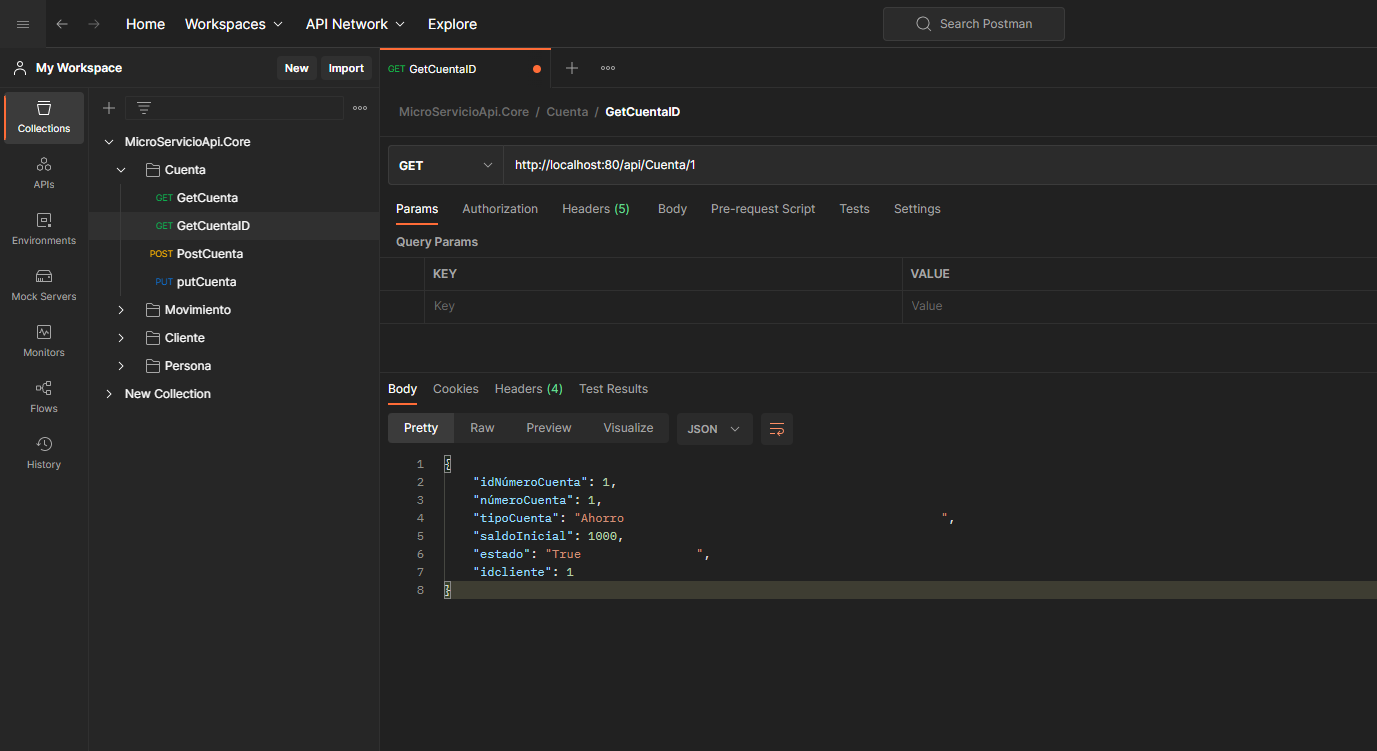 Home Workspaces API Network Explore Search Postman
My Workspace New Import
GET GetCuentaID
Collections
APIs
Environments
Mock Servers
Monitors
Flows
History
MicroServicioApi.Core
Cuenta
GET GetCuenta
GET GetCuentaID
POST PostCuenta
PUT putCuenta
Movimiento
Cliente
Persona
New Collection
MicroServicioApi.Core / Cuenta / GetCuentaID
GET http://localhost:80/api/Cuenta/1
Params Authorization Headers (5) Body Pre-request Script Tests Settings
Query Params
KEY VALUE
Key Value
Body Cookies Headers (4) Test Results
Pretty Raw Preview Visualize JSON
1 {
2 "idNúmeroCuenta": 1,
3 "númeroCuenta": 1,
4 "tipoCuenta": "Ahorro                                            ",
5 "saldoInicial": 1000,
6 "estado": "True                ",
7 "idcliente": 1
8 }